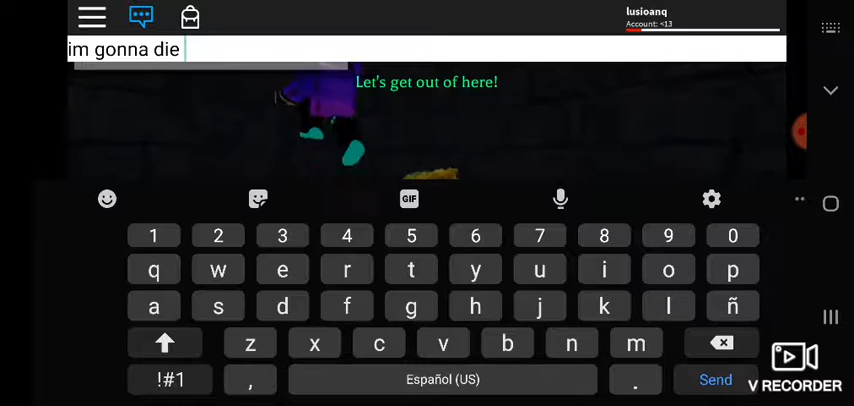 lusioanq
Account: <13
im gonna die
Let's get out of here!
GIF
1 2 3 4 5 6 7 8 9 0
q w e r t y u i o p
a s d f g h j k l ñ
z x c v b n m
!#1 , Español (US) . Send
V RECORDER